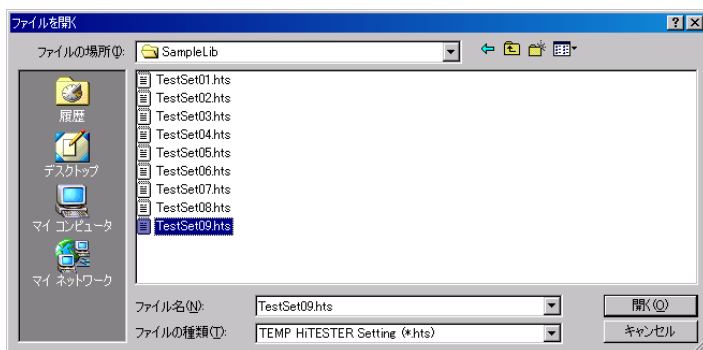 ファイルを開く
ファイルの場所(I):
SampleLib
履歴
デスクトップ
マイ コンピュータ
マイ ネットワーク
TestSet01.hts
TestSet02.hts
TestSet03.hts
TestSet04.hts
TestSet05.hts
TestSet06.hts
TestSet07.hts
TestSet08.hts
TestSet09.hts
ファイル名(N):
TestSet09.hts
開く(O)
ファイルの種類(T):
TEMP HiTESTER Setting (*.hts)
キャンセル